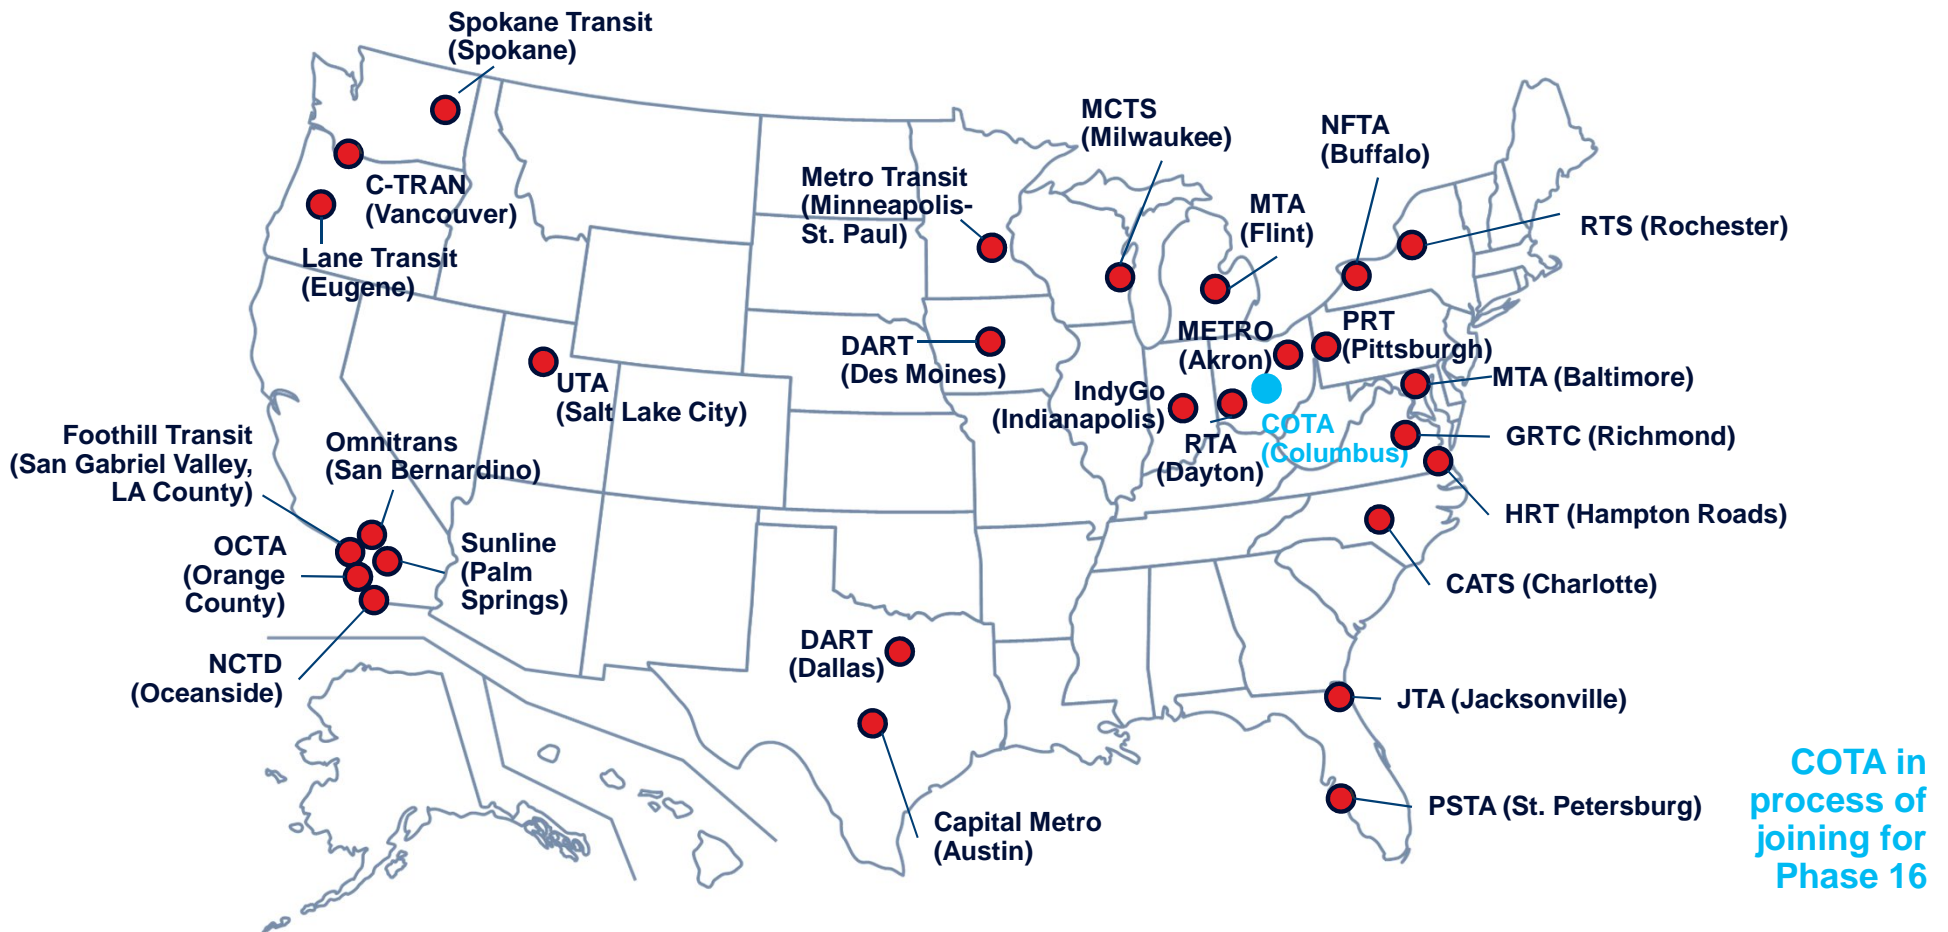 Spokane Transit
(Spokane)
C-TRAN
(Vancouver)
Lane Transit
(Eugene)
MCTS
(Milwaukee)
NFTA
(Buffalo)
Metro Transit
(Minneapolis-
St. Paul)
MTA
(Flint)
RTS (Rochester)
METRO
(Akron)
PRT
(Pittsburgh)
DART
(Des Moines)
UTA
(Salt Lake City)
IndyGo
(Indianapolis)
MTA (Baltimore)
RTA
(Dayton)
COTA
(Columbus)
GRTC (Richmond)
Foothill Transit
(San Gabriel Valley,
LA County)
Omnitrans
(San Bernardino)
HRT (Hampton Roads)
OCTA
(Orange
County)
Sunline
(Palm
Springs)
CATS (Charlotte)
NCTD
(Oceanside)
DART
(Dallas)
JTA (Jacksonville)
Capital Metro
(Austin)
PSTA (St. Petersburg)
COTA in
process of
joining for
Phase 16